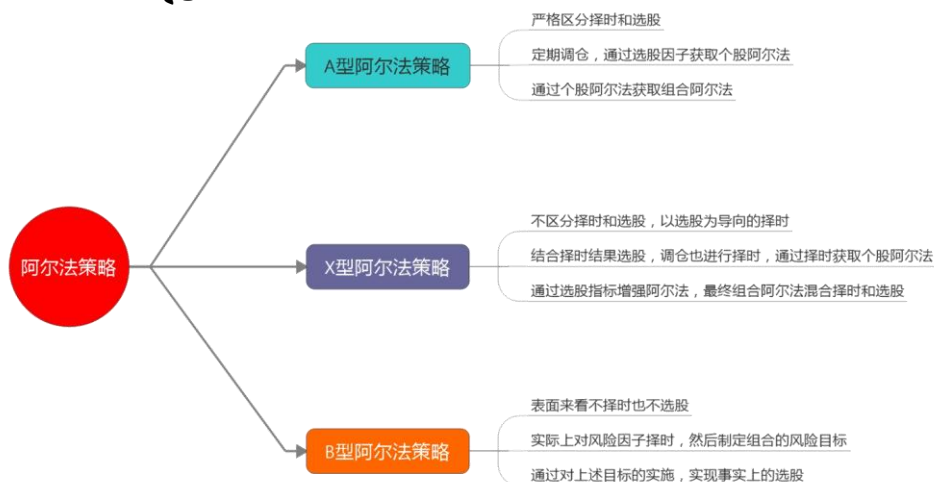 严格区分择时和选股
A型阿尔法策略
定期调仓，通过选股因子获取个股阿尔法
通过个股阿尔法获取组合阿尔法
阿尔法策略
不区分择时和选股，以选股为导向的择时
X型阿尔法策略
结合择时结果选股，调仓也进行择时，通过择时获取个股阿尔法
通过选股指标增强阿尔法，最终组合阿尔法混合择时和选股
表面来看不择时也不选股
B型阿尔法策略
实际上对风险因子择时，然后制定组合的风险目标
通过对上述目标的实施，实现事实上的选股